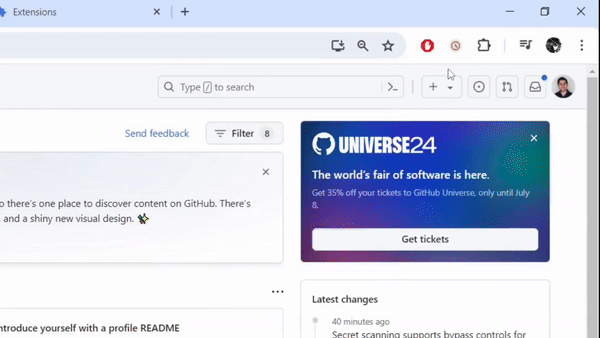 Extensions
Type / to search
Send feedback
Filter 8
o there's one place to discover content on GitHub. There's
and a shiny new visual design.
ntroduce yourself with a profile README
UNIVERSE24
The world's fair of software is here.
Get 35% off your tickets to GitHub Universe, only until July
8.
Get tickets
Latest changes
40 minutes ago
Secret scanning supports bypass controls for